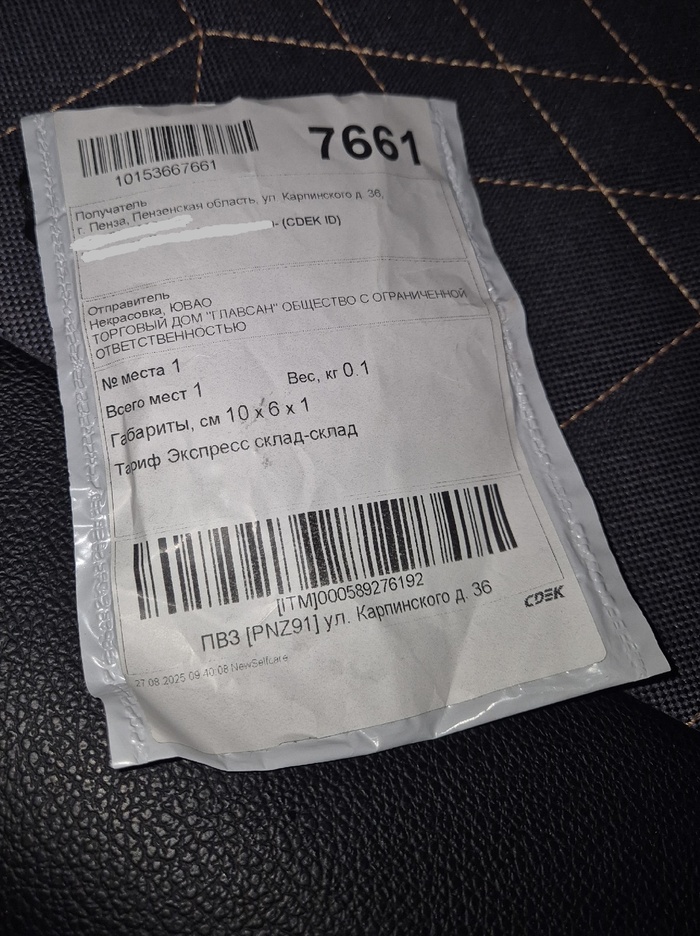 7661
10153667661
Получатель
г. Пенза, Пензенская область, ул. Карпинского д. 36,
- (CDEK ID)
Отправитель
Некрасовка, ЮВАО
ТОРГОВЫЙ ДОМ "ГЛАВСАН" ОБЩЕСТВО С ОГРАНИЧЕННОЙ
ОТВЕТСТВЕННОСТЬЮ
№ места 1
Всего мест 1 Вес, кг 0.1
Габариты, см 10 x 6 x 1
Тариф Экспресс склад-склад
[ITM]000589276192
ПВЗ [PNZ91] ул. Карпинского д. 36
CDEK
27.08.2025 09:40:08 NewSelfcare